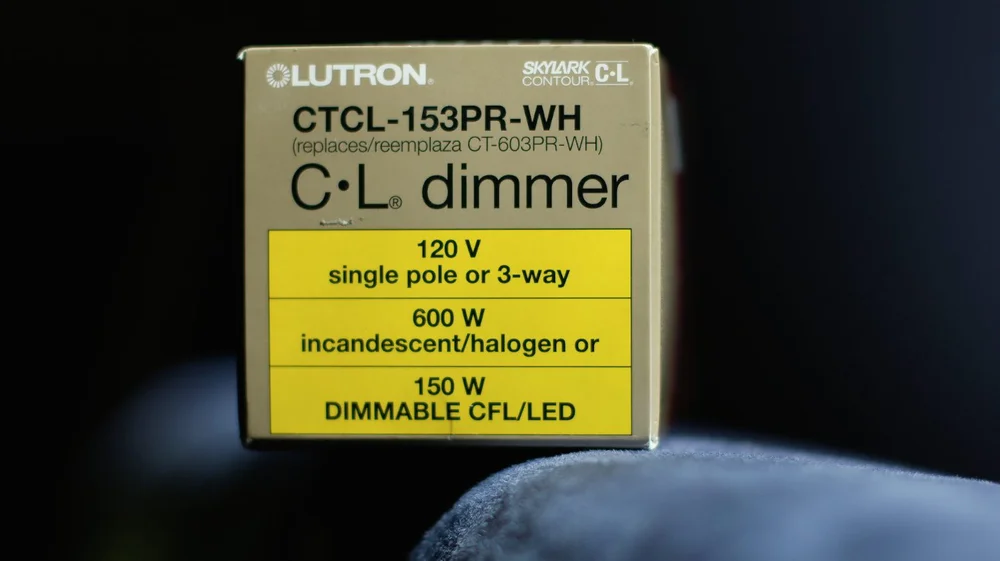 LUTRON®
SKYLARK
CONTOUR® C·L®
CTCL-153PR-WH
(replaces/reemplaza CT-603PR-WH)
C·L® dimmer
120 V
single pole or 3-way
600 W
incandescent/halogen or
150 W
DIMMABLE CFL/LED